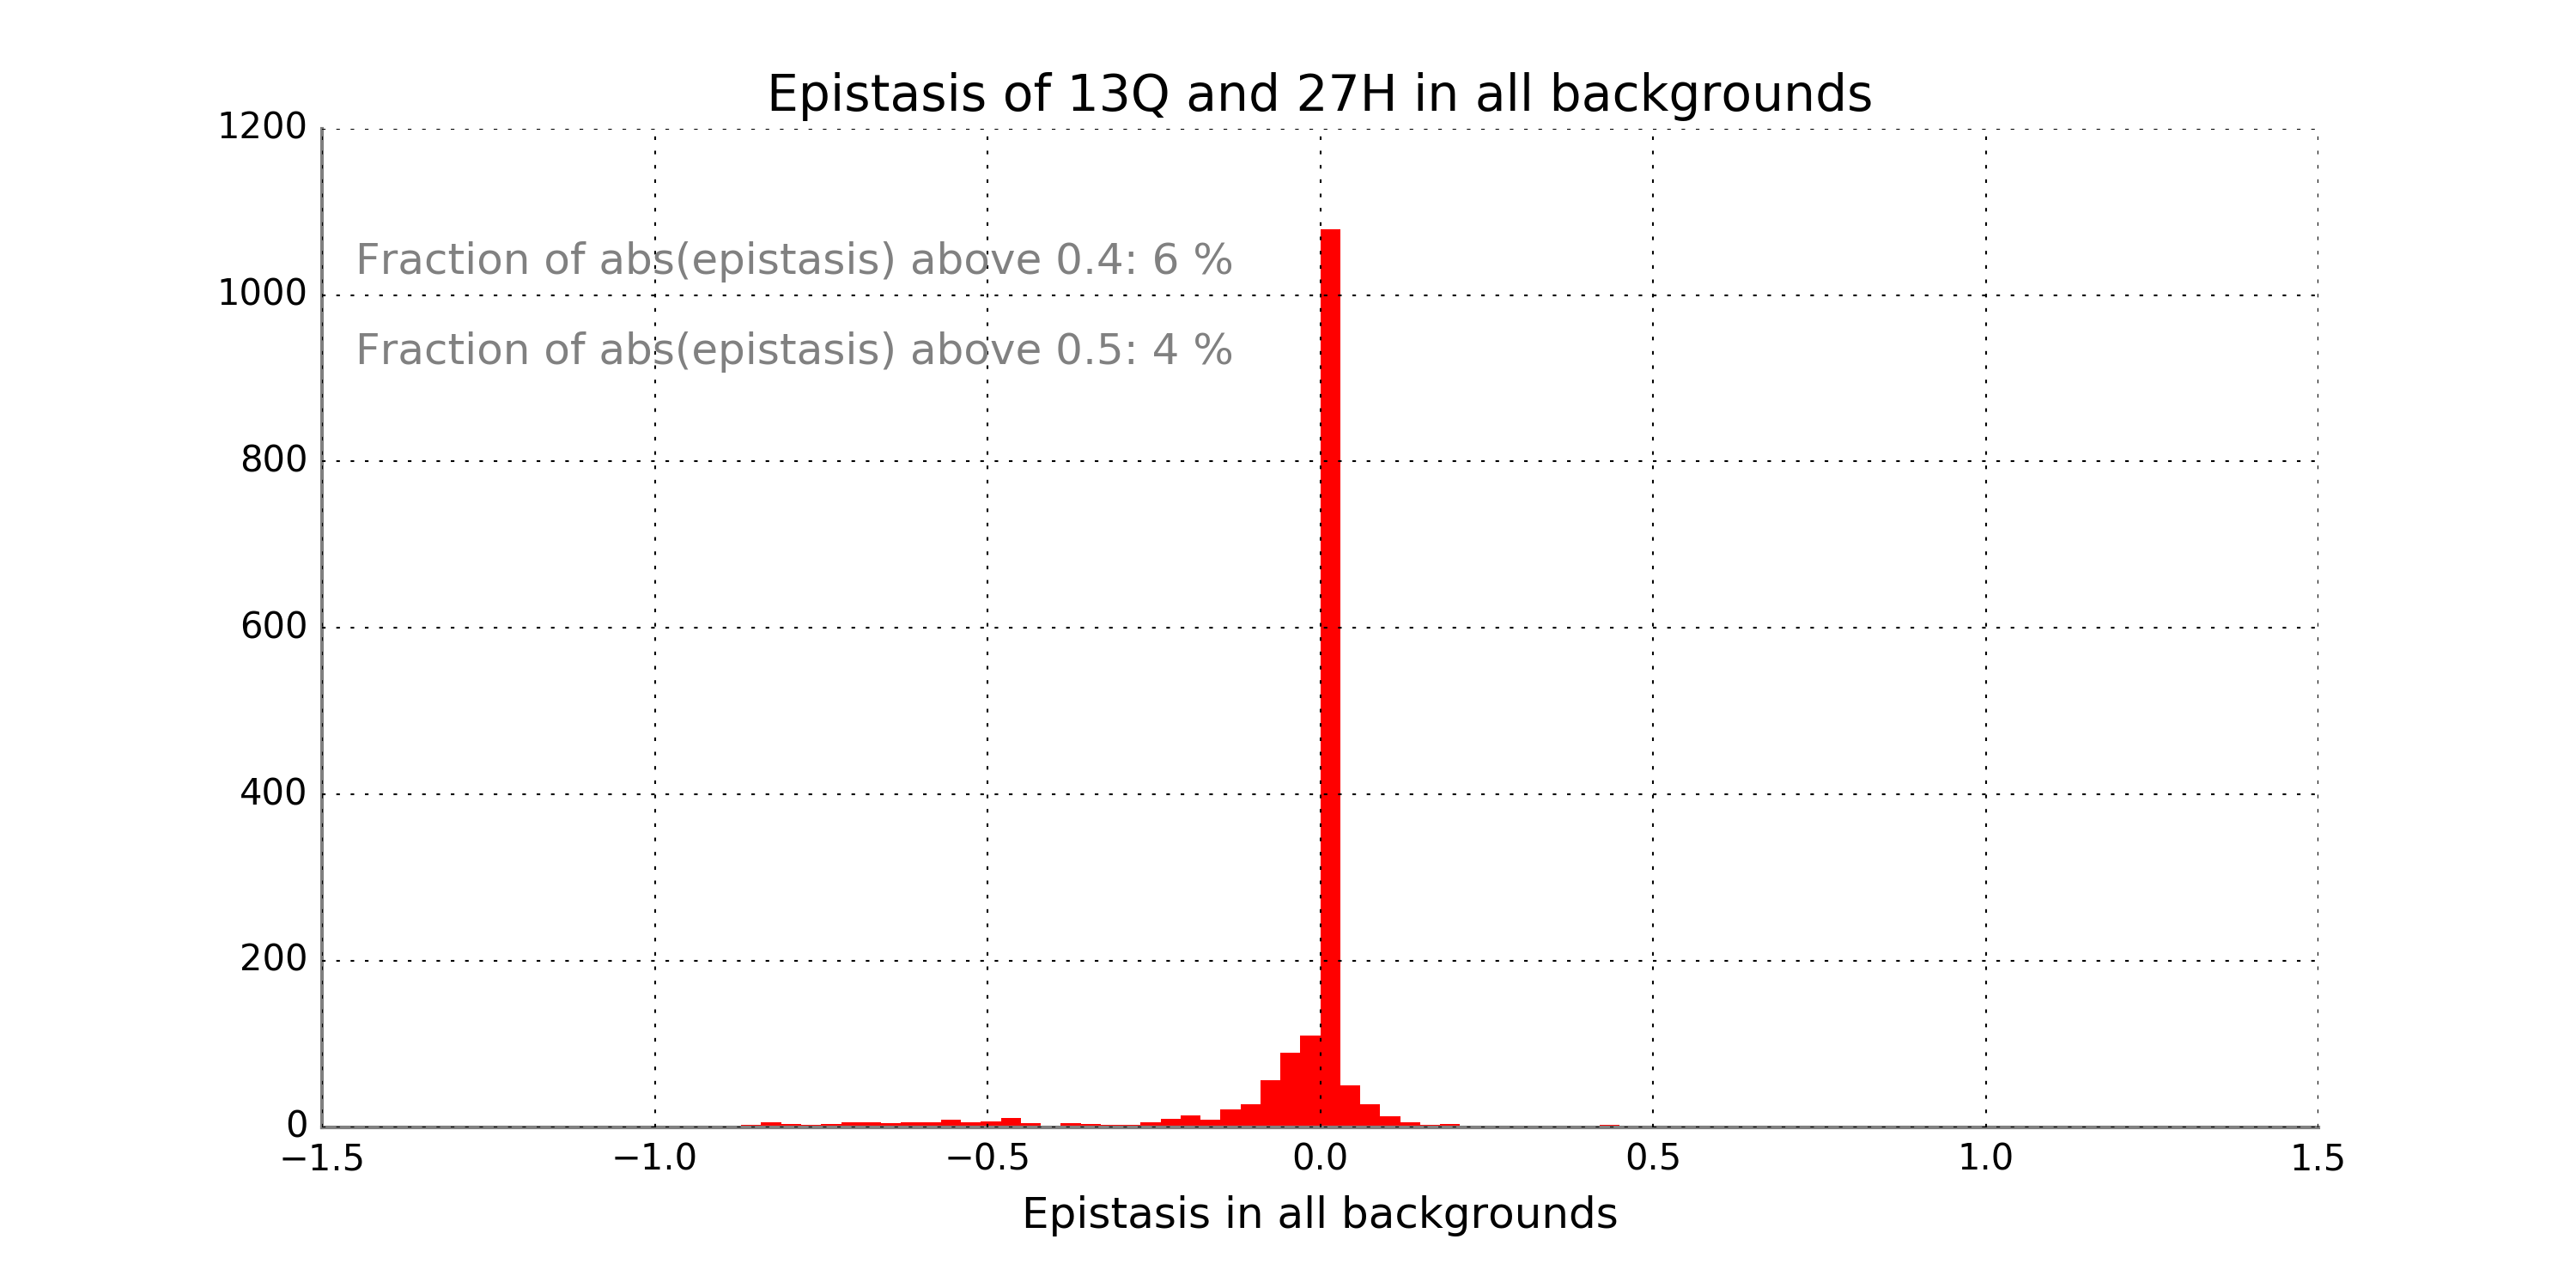 Epistasis of 13Q and 27H in all backgrounds
1200
Fraction of abs(epistasis) above 0.4: 6 %
1000
Fraction of abs(epistasis) above 0.5: 4 %
800
600
400
200
0
−1.5 −1.0 −0.5 0.0 0.5 1.0 1.5
Epistasis in all backgrounds